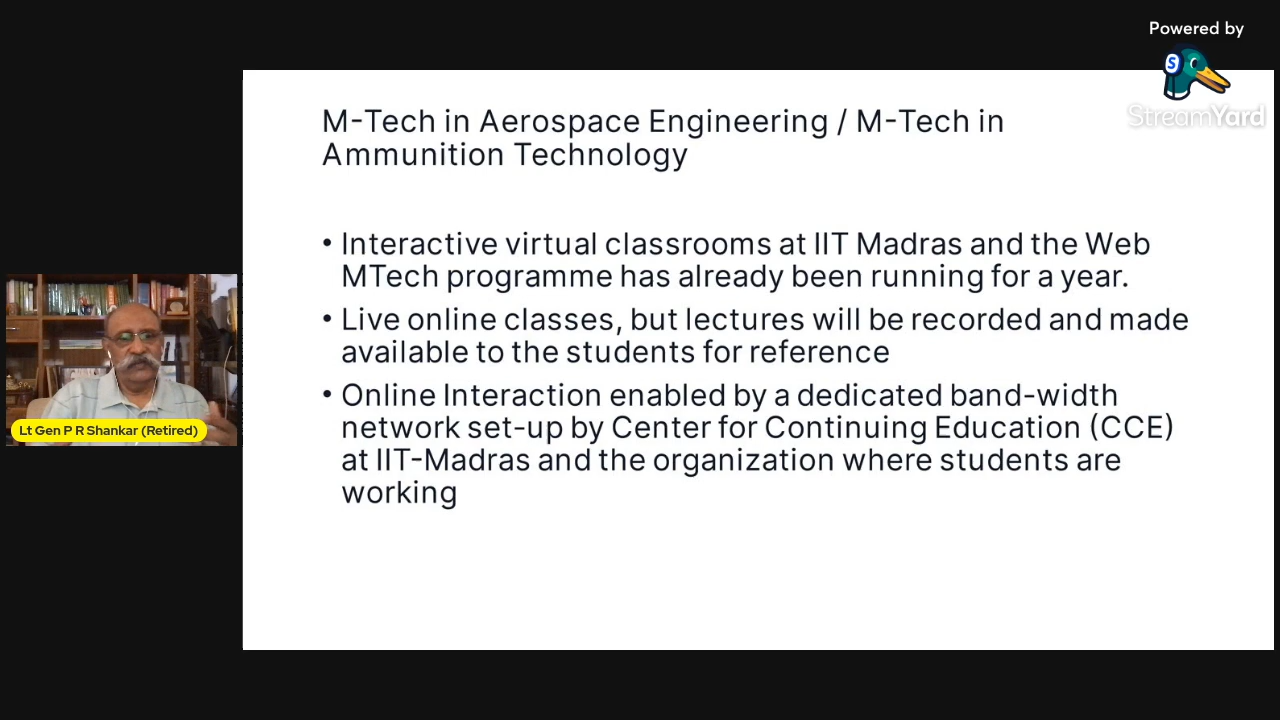 Powered by
StreamYard
M-Tech in Aerospace Engineering / M-Tech in
Ammunition Technology
• Interactive virtual classrooms at IIT Madras and the Web
MTech programme has already been running for a year.
• Live online classes, but lectures will be recorded and made
available to the students for reference
• Online Interaction enabled by a dedicated band-width
network set-up by Center for Continuing Education (CCE)
at IIT-Madras and the organization where students are
working
Lt Gen P R Shankar (Retired)